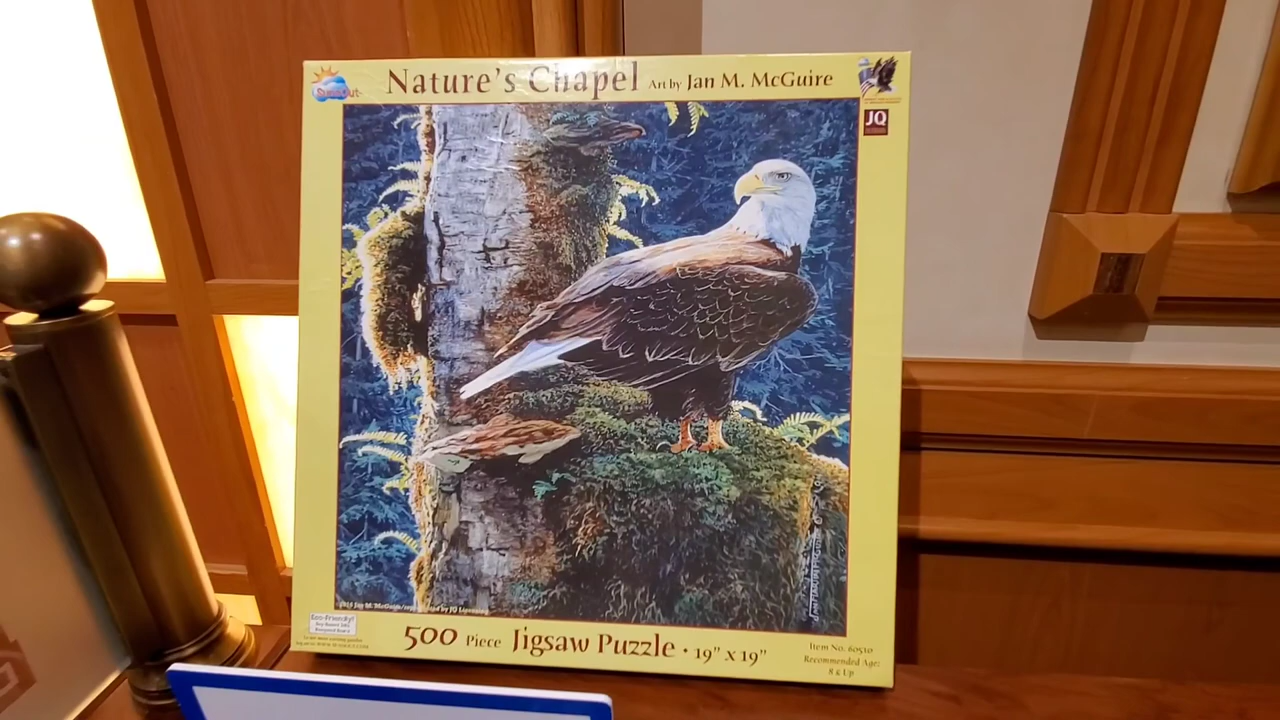 SunsOut
Nature's Chapel Art by Jan M. McGuire
JQ
Eco-Friendly!
500 Piece Jigsaw Puzzle • 19" x 19"
Item No. 60510
Recommended Age:
8 & Up